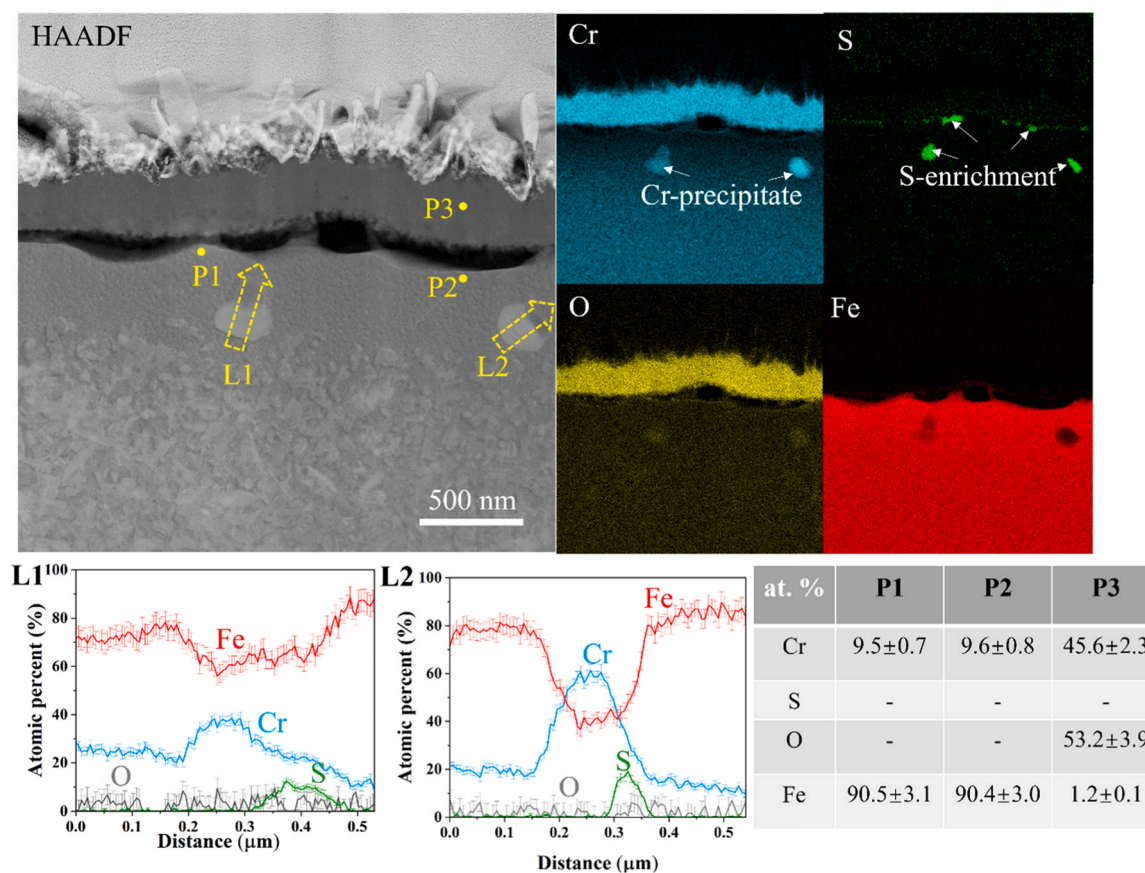 HAADF
P3
P1
P2
L1
L2
500 nm
Cr
Cr-precipitate
S
S-enrichment
O
Fe
L1
Atomic percent (%)
100
80
60
40
20
0
Fe
Cr
O
S
0.0 0.1 0.2 0.3 0.4 0.5
Distance (μm)
L2
Atomic percent (%)
100
80
60
40
20
0
Fe
Cr
O
S
0.0 0.1 0.2 0.3 0.4 0.5
Distance (μm)
at. % P1 P2 P3
Cr 9.5±0.7 9.6±0.8 45.6±2.3
S - - -
O - - 53.2±3.9
Fe 90.5±3.1 90.4±3.0 1.2±0.1